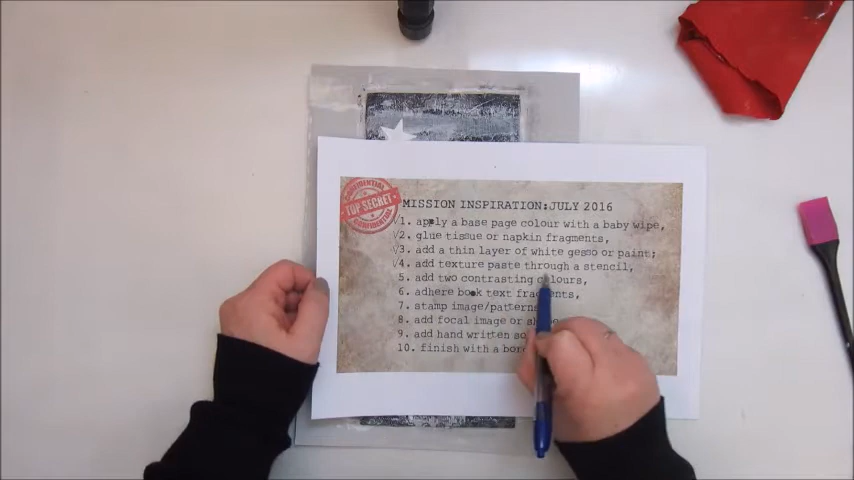 CONFIDENTIAL
TOP SECRET
CONFIDENTIAL
MISSION INSPIRATION:JULY 2016
1. apply a base page colour with a baby wipe,
2. glue tissue or napkin fragments,
3. add a thin layer of white gesso or paint;
4. add texture paste through a stencil,
5. add two contrasting colours,
6. adhere book text fragments,
7. stamp image/patterns
8. add focal image or
9. add hand written
10. finish with a